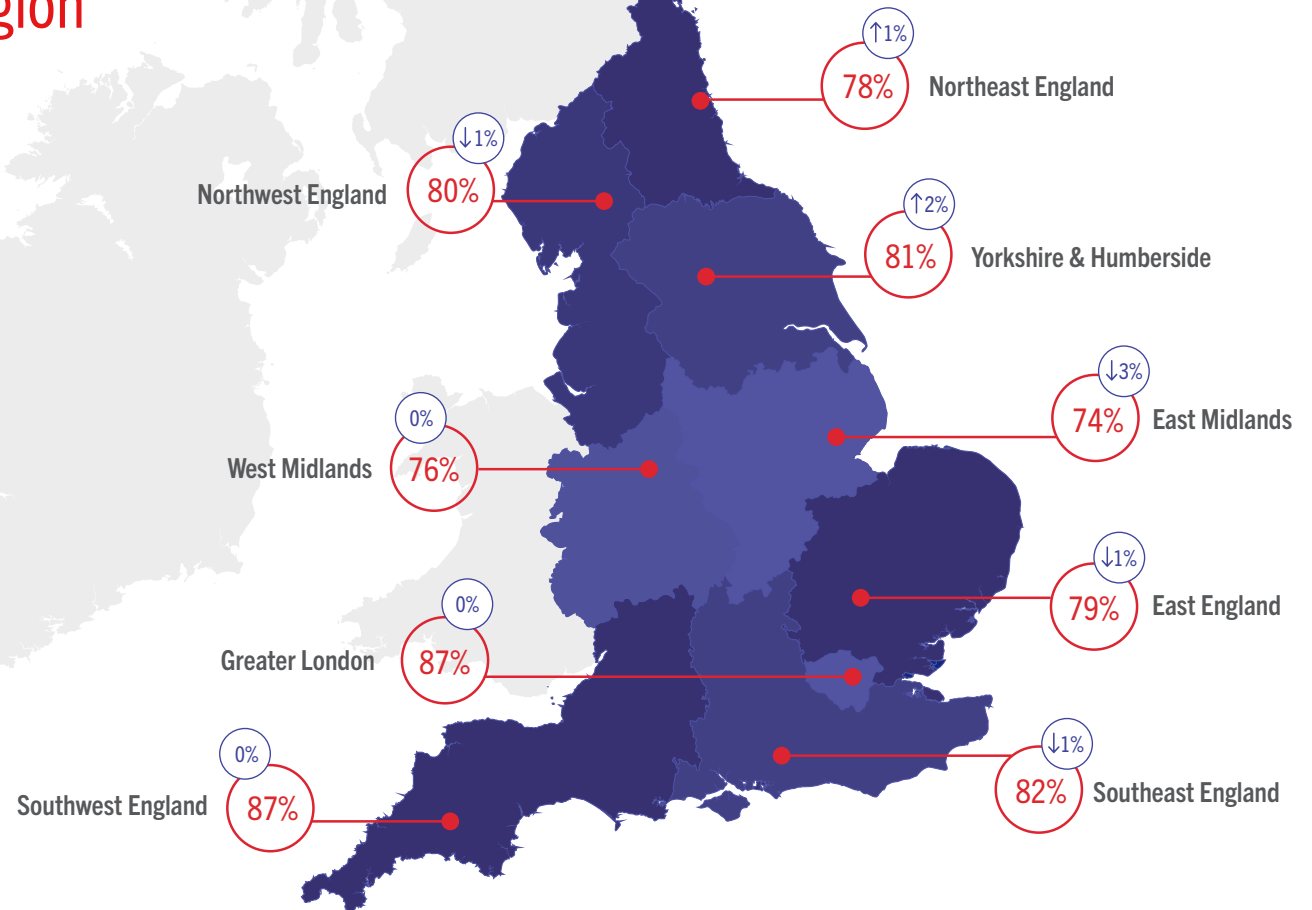 ↑1%
78%
Northeast England
↓1%
80%
Northwest England
↑2%
81%
Yorkshire & Humberside
↓3%
74%
East Midlands
0%
76%
West Midlands
↓1%
79%
East England
0%
87%
Greater London
↓1%
82%
Southeast England
0%
87%
Southwest England